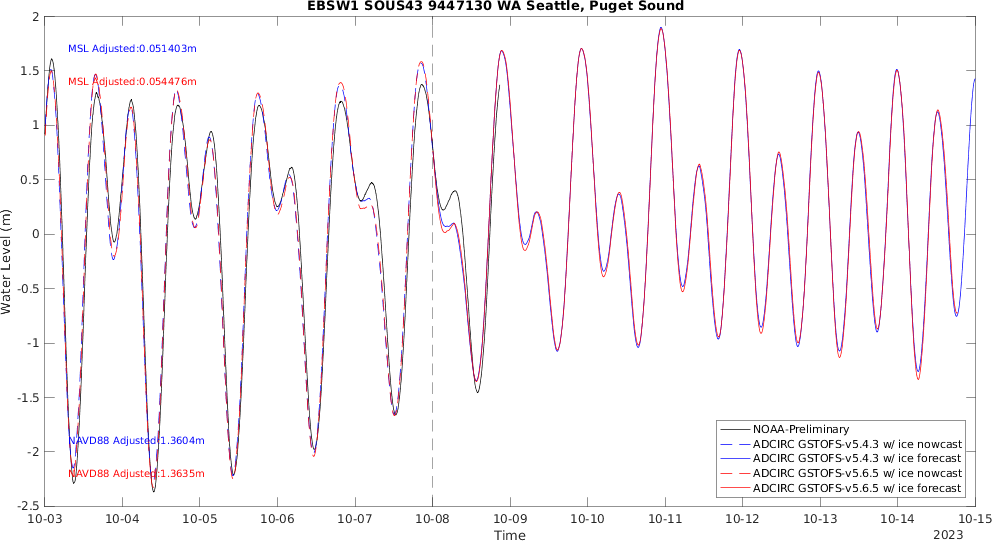 EBSW1 SOUS43 9447130 WA Seattle, Puget Sound
2
1.5
1
0.5
0
-0.5
-1
-1.5
-2
-2.5
Water Level (m)
MSL Adjusted:0.051403m
MSL Adjusted:0.054476m
NAVD88 Adjusted:1.3604m
NAVD88 Adjusted:1.3635m
NOAA-Preliminary
ADCIRC GSTOFS-v5.4.3 w/ ice nowcast
ADCIRC GSTOFS-v5.4.3 w/ ice forecast
ADCIRC GSTOFS-v5.6.5 w/ ice nowcast
ADCIRC GSTOFS-v5.6.5 w/ ice forecast
10-03 10-04 10-05 10-06 10-07 10-08 10-09 10-10 10-11 10-12 10-13 10-14 10-15
Time
2023